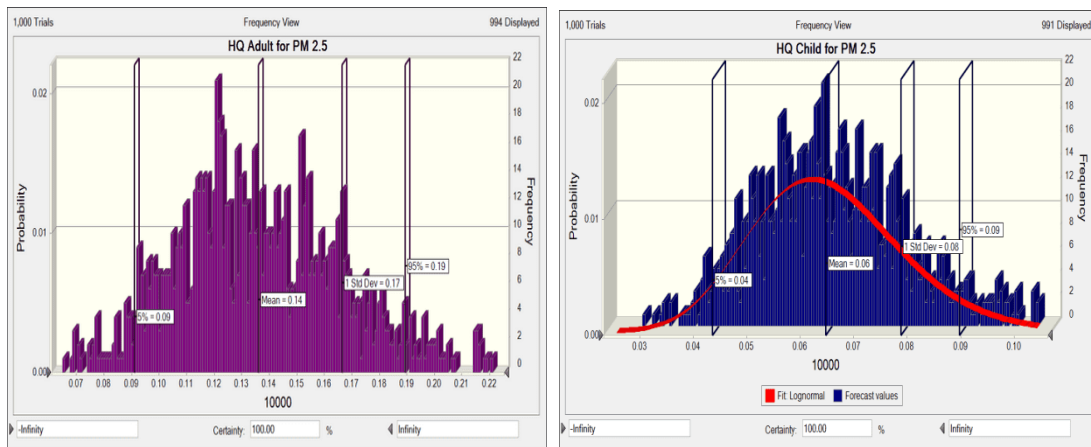 1,000 Trials Frequency View 994 Displayed
HQ Adult for PM 2.5
22
20
0.02
18
16
14
12
0.01
10
8
6
4
2
0.00
0
Probability
Frequency
95% = 0.19
1 Std Dev = 0.17
Mean = 0.14
5% = 0.09
0.07 0.08 0.09 0.10 0.11 0.12 0.13 0.14 0.15 0.16 0.17 0.18 0.19 0.20 0.21 0.22
10000
-Infinity Certainty: 100.00 % Infinity
1,000 Trials Frequency View 991 Displayed
HQ Child for PM 2.5
22
20
0.02
18
16
14
12
0.01
10
8
6
4
2
0.00
0
Probability
Frequency
95% = 0.09
1 Std Dev = 0.08
Mean = 0.06
5% = 0.04
0.03 0.04 0.05 0.06 0.07 0.08 0.09 0.10
10000
Fit: Lognormal Forecast values
-Infinity Certainty: 100.00 % Infinity